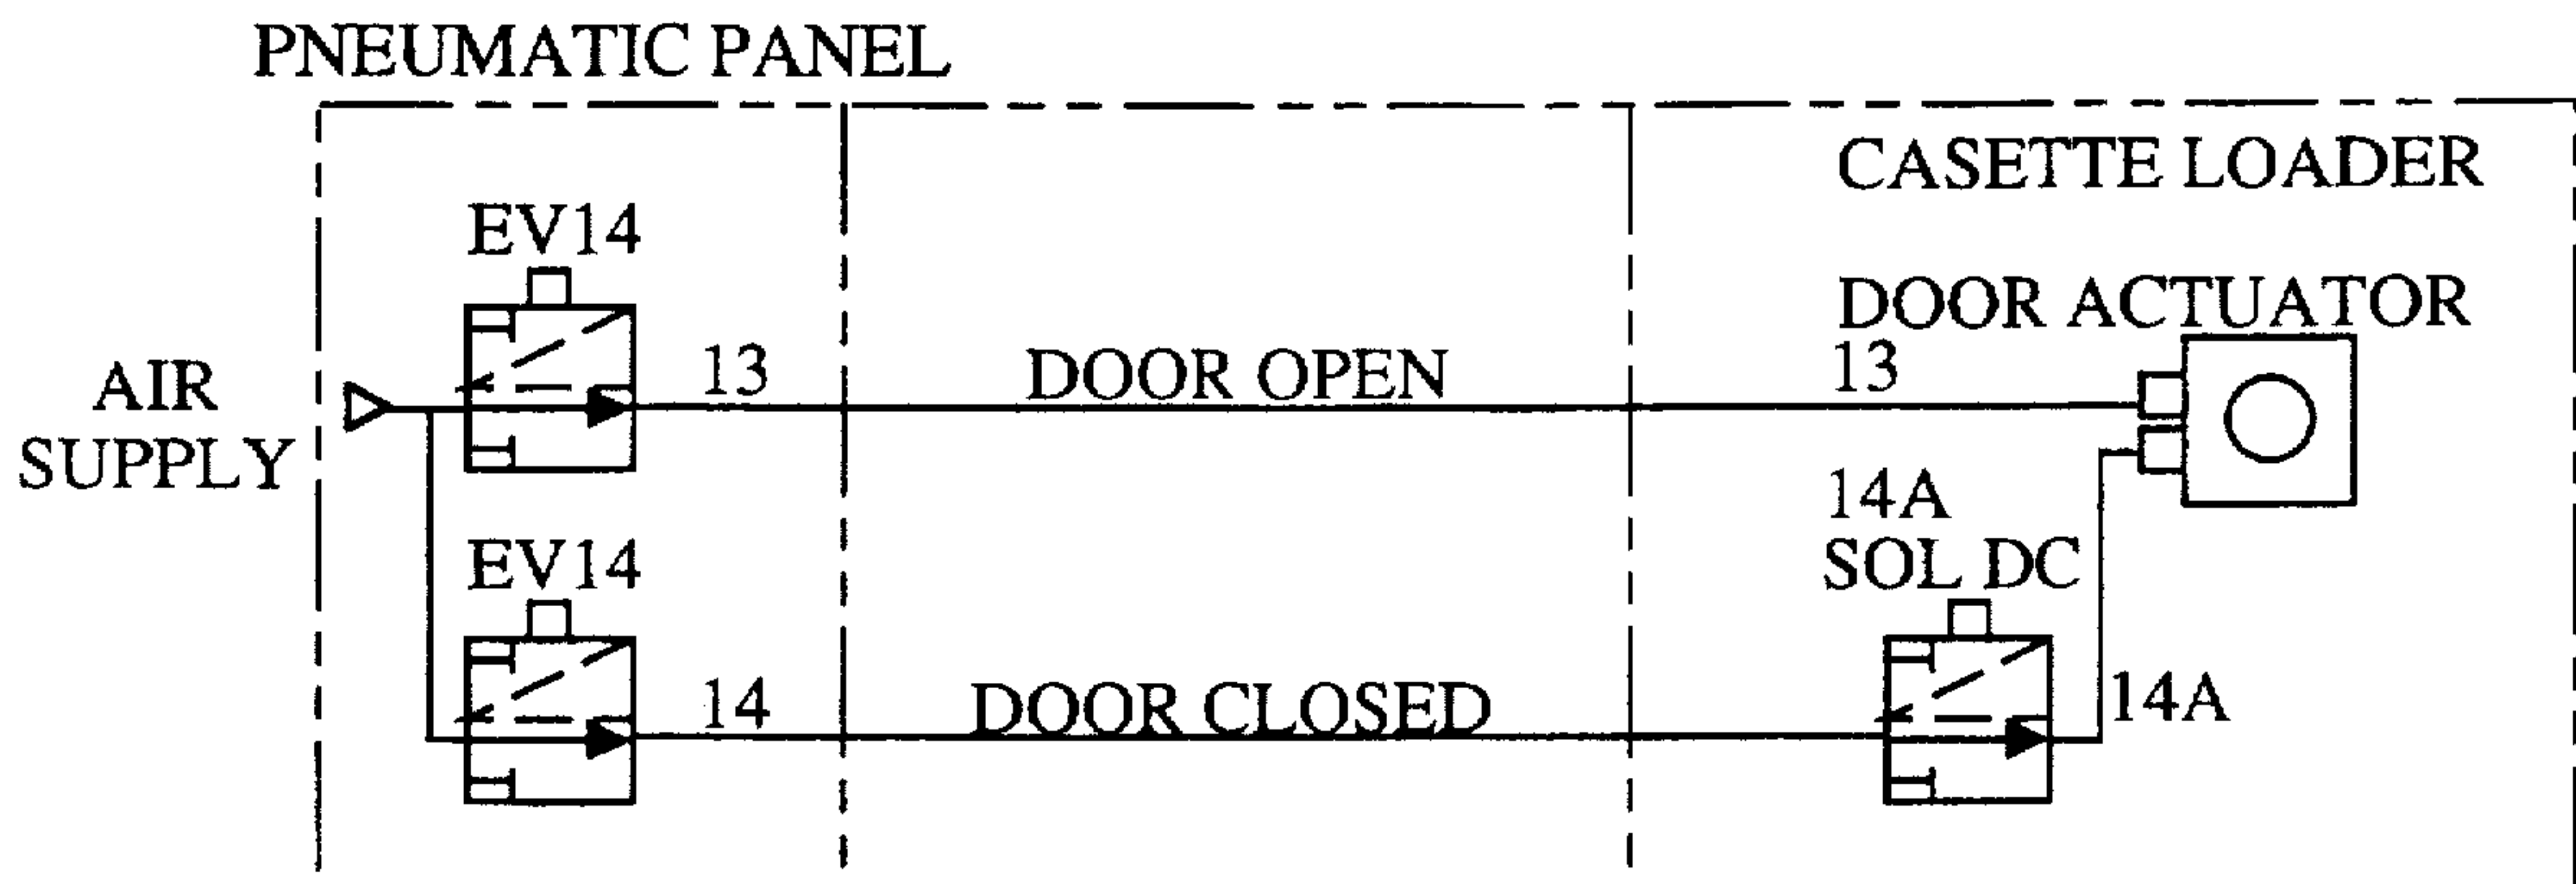 PNEUMATIC PANEL
CASETTE LOADER
EV14
DOOR ACTUATOR
AIR
SUPPLY
13
DOOR OPEN
13
14A
SOL DC
EV14
14
DOOR CLOSED
14A